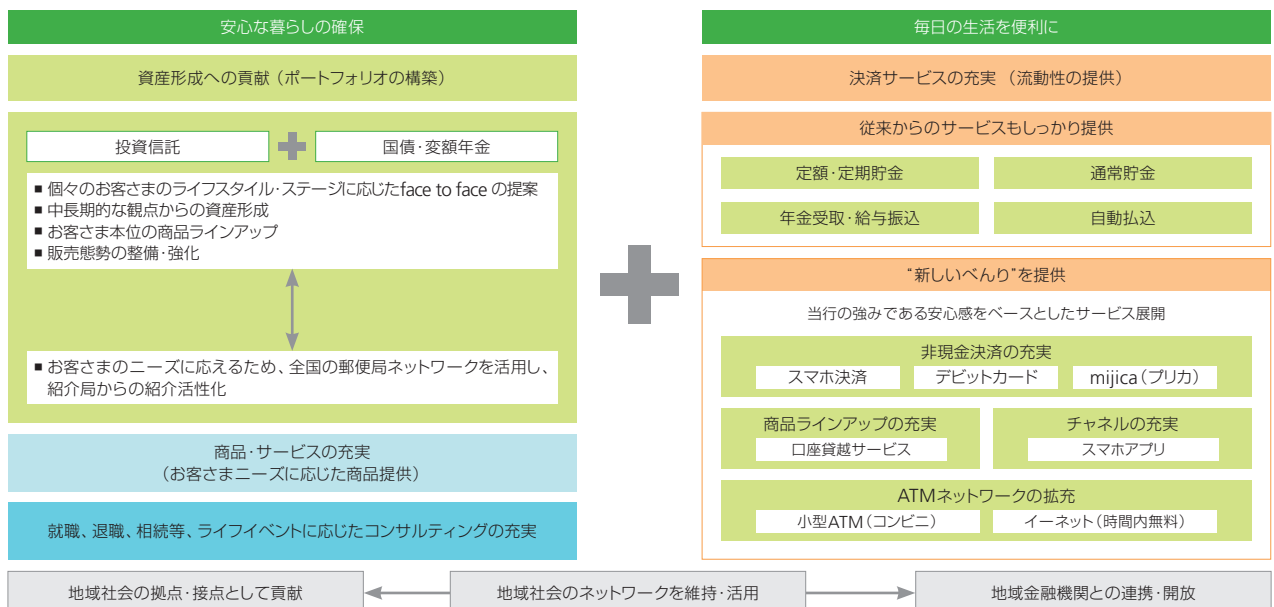 安心な暮らしの確保
資産形成への貢献（ポートフォリオの構築）
投資信託
国債・変額年金
■ 個々のお客さまのライフスタイル・ステージに応じたface to face の提案
■ 中長期的な観点からの資産形成
■ お客さま本位の商品ラインアップ
■ 販売態勢の整備・強化
■ お客さまのニーズに応えるため、全国の郵便局ネットワークを活用し、
紹介局からの紹介活性化
商品・サービスの充実
（お客さまニーズに応じた商品提供）
就職、退職、相続等、ライフイベントに応じたコンサルティングの充実
毎日の生活を便利に
決済サービスの充実 （流動性の提供）
従来からのサービスもしっかり提供
定額・定期貯金
通常貯金
年金受取・給与振込
自動払込
“新しいべんり”を提供
当行の強みである安心感をベースとしたサービス展開
非現金決済の充実
スマホ決済
デビットカード
mijica（プリカ）
商品ラインアップの充実
口座貸越サービス
チャネルの充実
スマホアプリ
ATMネットワークの拡充
小型ATM（コンビニ）
イーネット（時間内無料）
地域社会の拠点・接点として貢献
地域社会のネットワークを維持・活用
地域金融機関との連携・開放